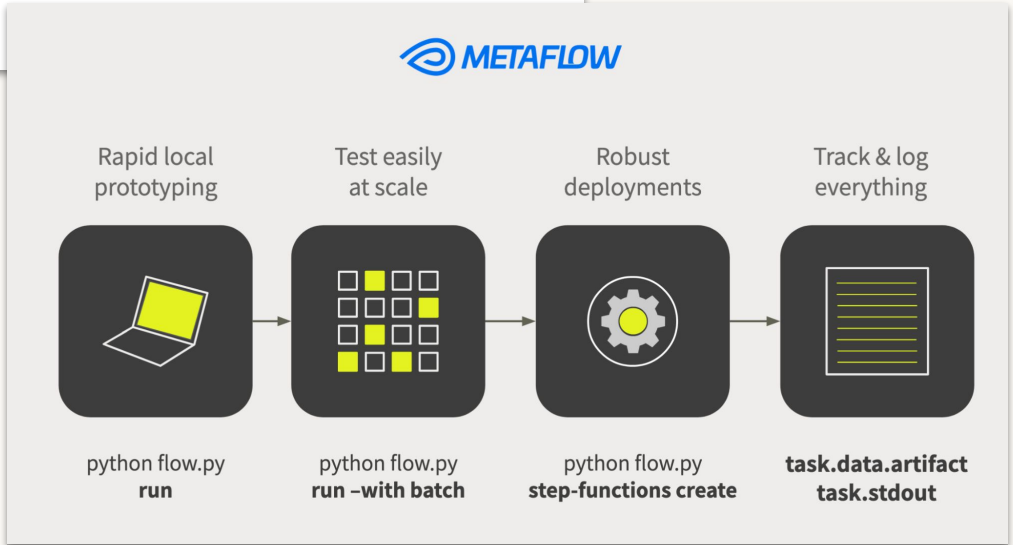 METAFLOW
Rapid local
prototyping
Test easily
at scale
Robust
deployments
Track & log
everything
python flow.py
run
python flow.py
run –with batch
python flow.py
step-functions create
task.data.artifact
task.stdout